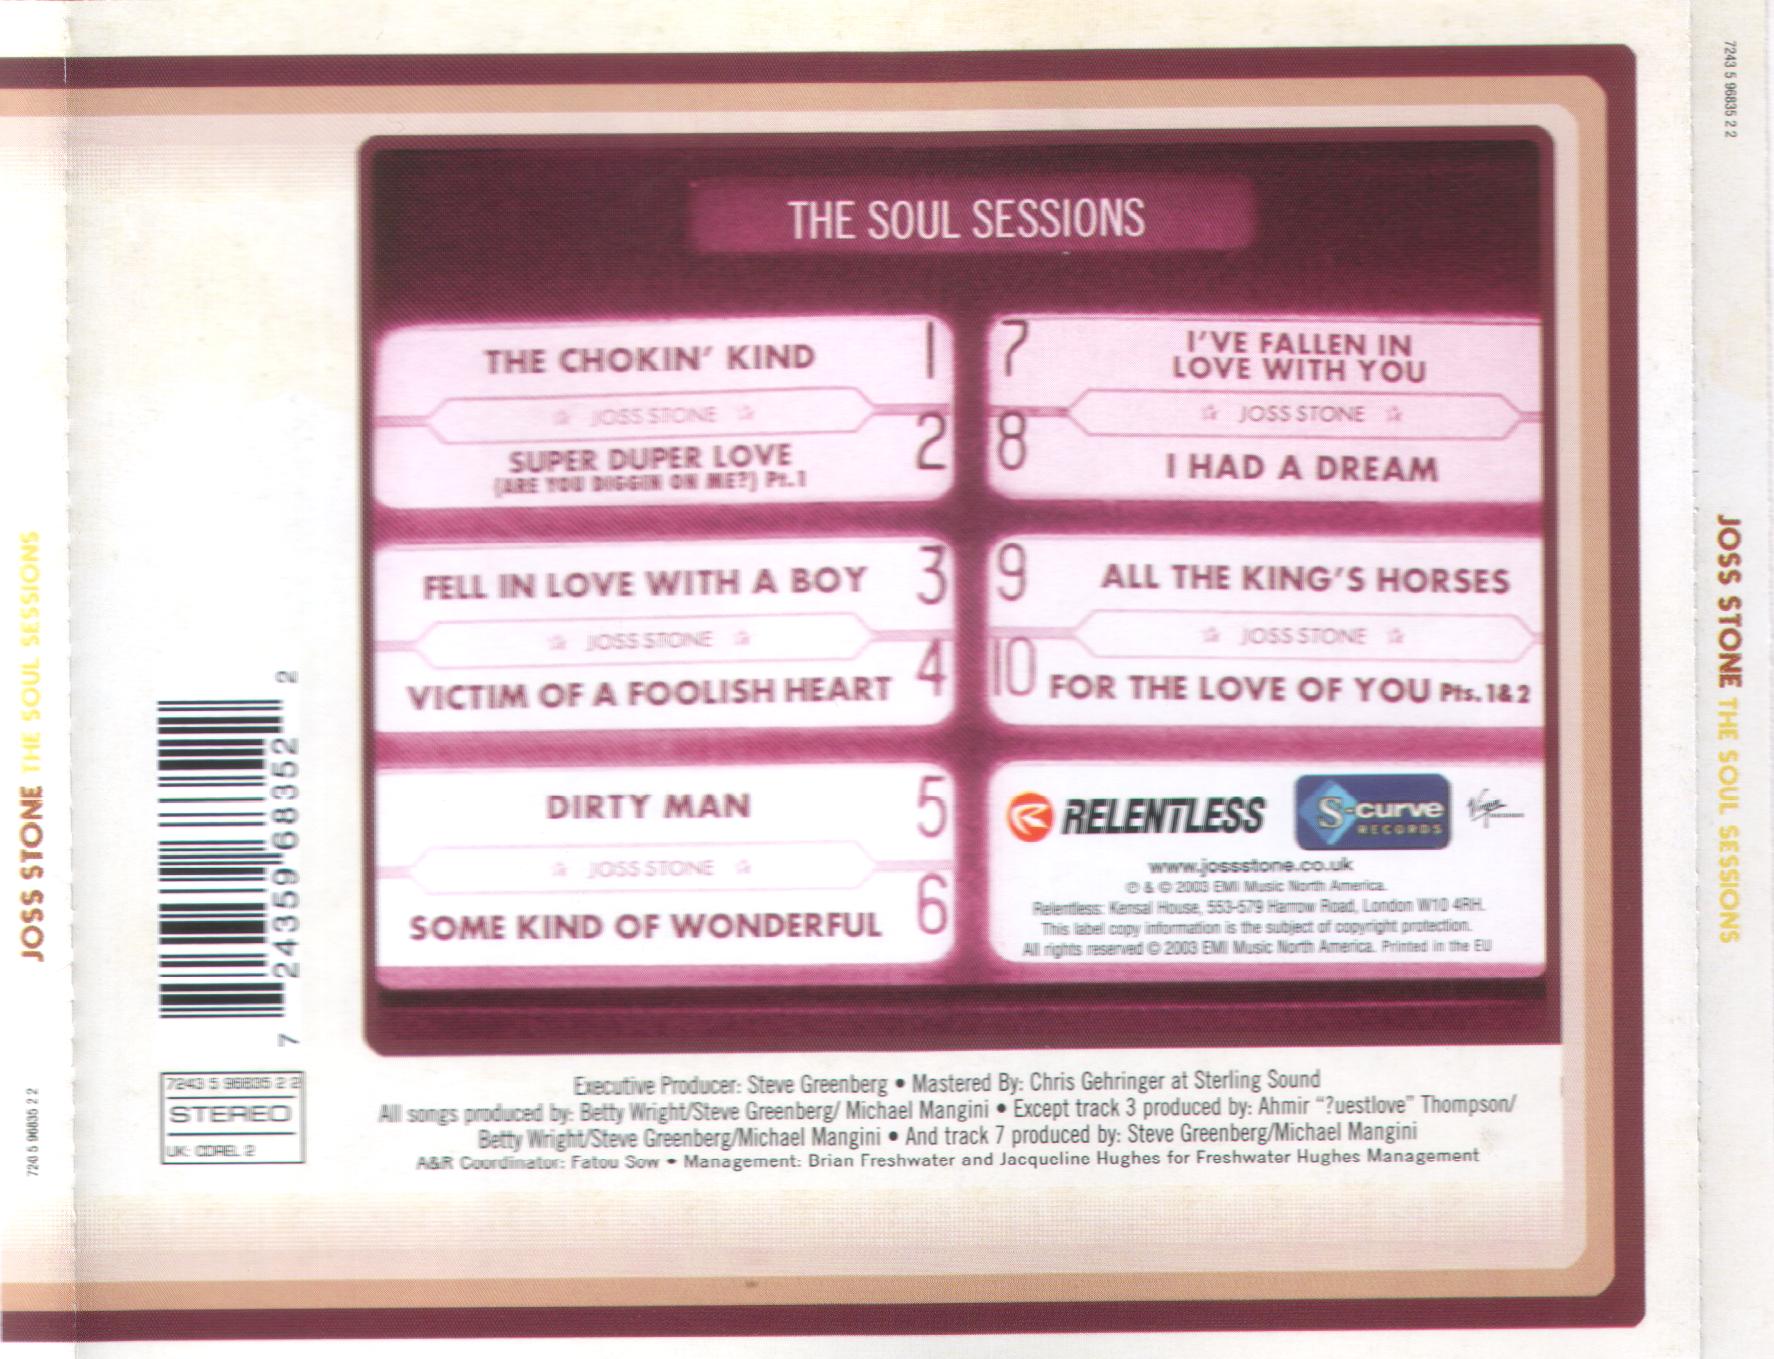 THE SOUL SESSIONS
THE CHOKIN' KIND 1
☆ JOSS STONE ☆
SUPER DUPER LOVE 2
(ARE YOU DIGGIN ON ME?) Pt.1
FELL IN LOVE WITH A BOY 3
☆ JOSS STONE ☆
VICTIM OF A FOOLISH HEART 4
DIRTY MAN 5
☆ JOSS STONE ☆
SOME KIND OF WONDERFUL 6
7 I'VE FALLEN IN
LOVE WITH YOU
☆ JOSS STONE ☆
8 I HAD A DREAM
9 ALL THE KING'S HORSES
☆ JOSS STONE ☆
10 FOR THE LOVE OF YOU Pts. 1&2
R RELENTLESS S-curve RECORDS Virgin
www.jossstone.co.uk
℗ & © 2003 EMI Music North America.
Relentless: Kensal House, 553-579 Harrow Road, London W10 4RH.
This label copy information is the subject of copyright protection.
All rights reserved © 2003 EMI Music North America. Printed in the EU
Executive Producer: Steve Greenberg • Mastered By: Chris Gehringer at Sterling Sound
All songs produced by: Betty Wright/Steve Greenberg/ Michael Mangini • Except track 3 produced by: Ahmir "?uestlove" Thompson/
Betty Wright/Steve Greenberg/Michael Mangini • And track 7 produced by: Steve Greenberg/Michael Mangini
A&R Coordinator: Fatou Sow • Management: Brian Freshwater and Jacqueline Hughes for Freshwater Hughes Management
7 24359 68352 2
7243 5 96835 2 2
STEREO
UK: CDREL 2
JOSS STONE THE SOUL SESSIONS
724 5 96835 2 2
7243 5 96835 2 2
JOSS STONE THE SOUL SESSIONS